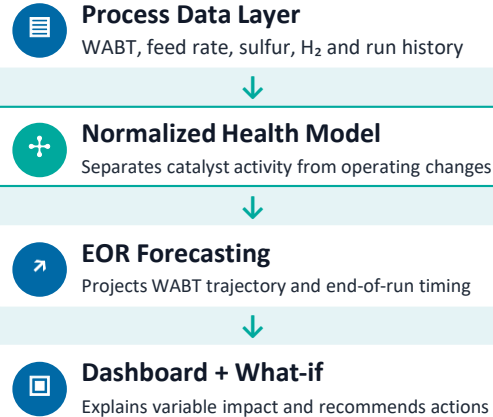 Process Data Layer
WABT, feed rate, sulfur, H₂ and run history
Normalized Health Model
Separates catalyst activity from operating changes
EOR Forecasting
Projects WABT trajectory and end-of-run timing
Dashboard + What-if
Explains variable impact and recommends actions